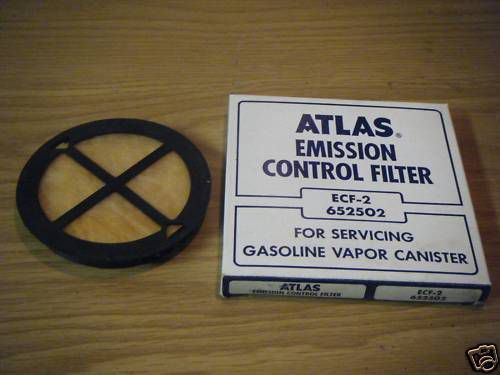 ATLAS®
EMISSION
CONTROL FILTER
ECF-2
652502
FOR SERVICING
GASOLINE VAPOR CANISTER
ATLAS
EMISSION CONTROL FILTER
ECF-2
652502